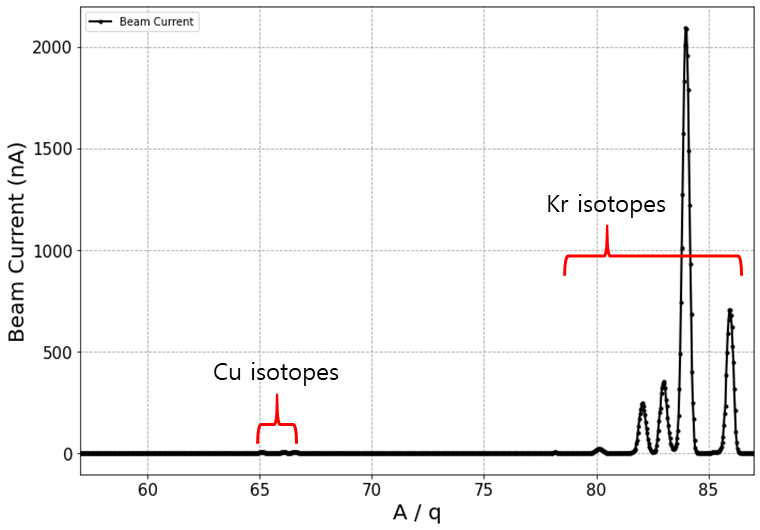 Beam Current
Beam Current (nA)
2000
1500
1000
500
0
Kr isotopes
Cu isotopes
60 65 70 75 80 85
A / q